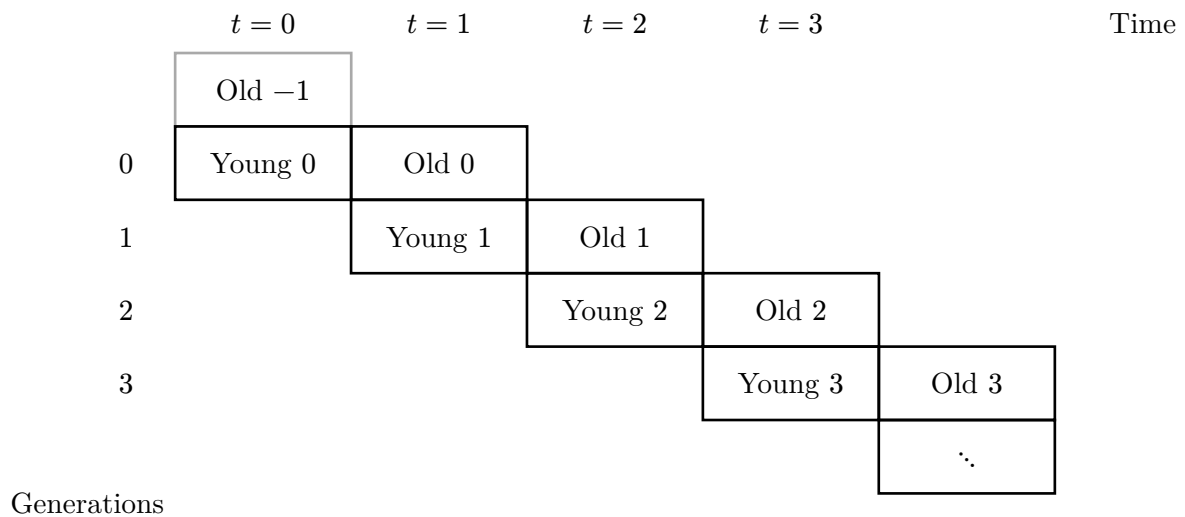 t = 0 t = 1 t = 2 t = 3 Time
Old −1
0 Young 0 Old 0
1 Young 1 Old 1
2 Young 2 Old 2
3 Young 3 Old 3
⋱
Generations